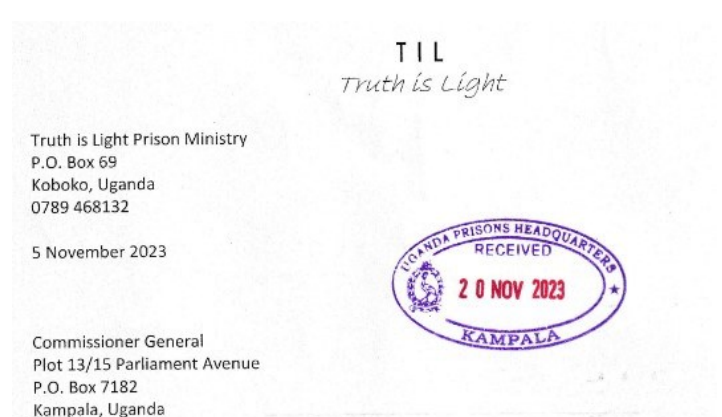 TIL
Truth is Light
Truth is Light Prison Ministry
P.O. Box 69
Koboko, Uganda
0789 468132
5 November 2023
UGANDA PRISONS HEADQUARTERS
RECEIVED
20 NOV 2023
KAMPALA
Commissioner General
Plot 13/15 Parliament Avenue
P.O. Box 7182
Kampala, Uganda